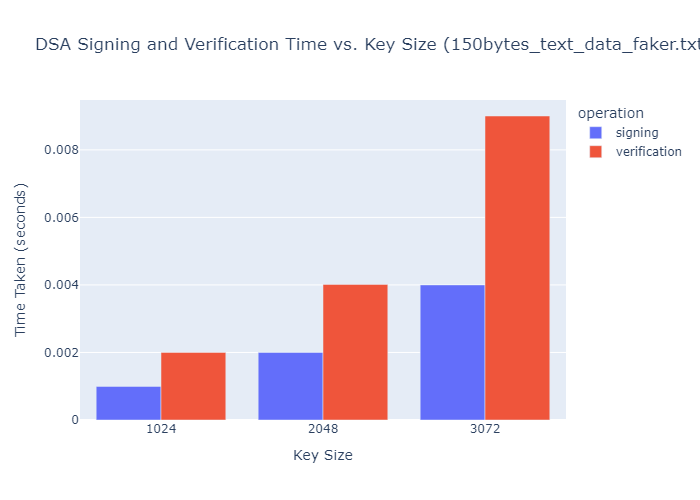 DSA Signing and Verification Time vs. Key Size (150bytes_text_data_faker.txt
operation
signing
verification
0.008
0.006
0.004
0.002
0
Time Taken (seconds)
1024 2048 3072
Key Size